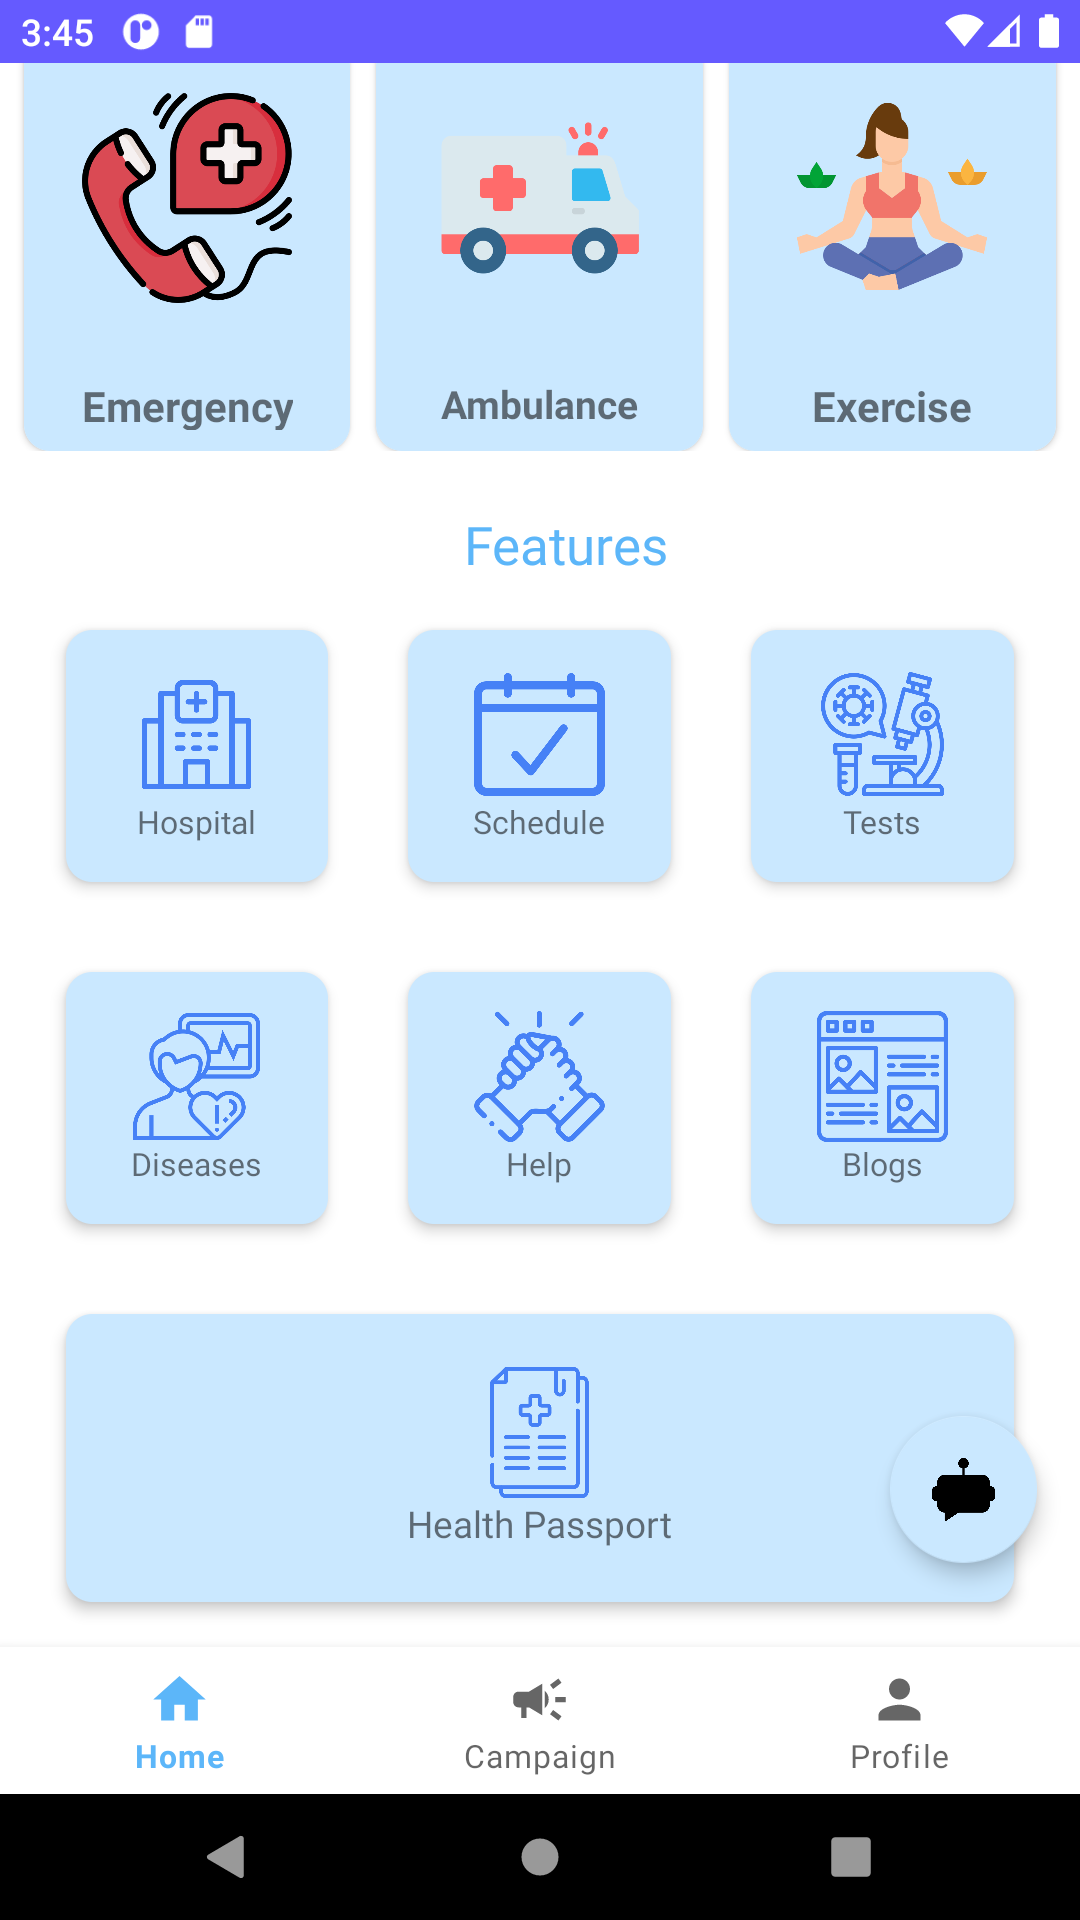 3:45
Emergency
Ambulance
Exercise
Features
Hospital
Schedule
Tests
Diseases
Help
Blogs
Health Passport
Home
Campaign
Profile